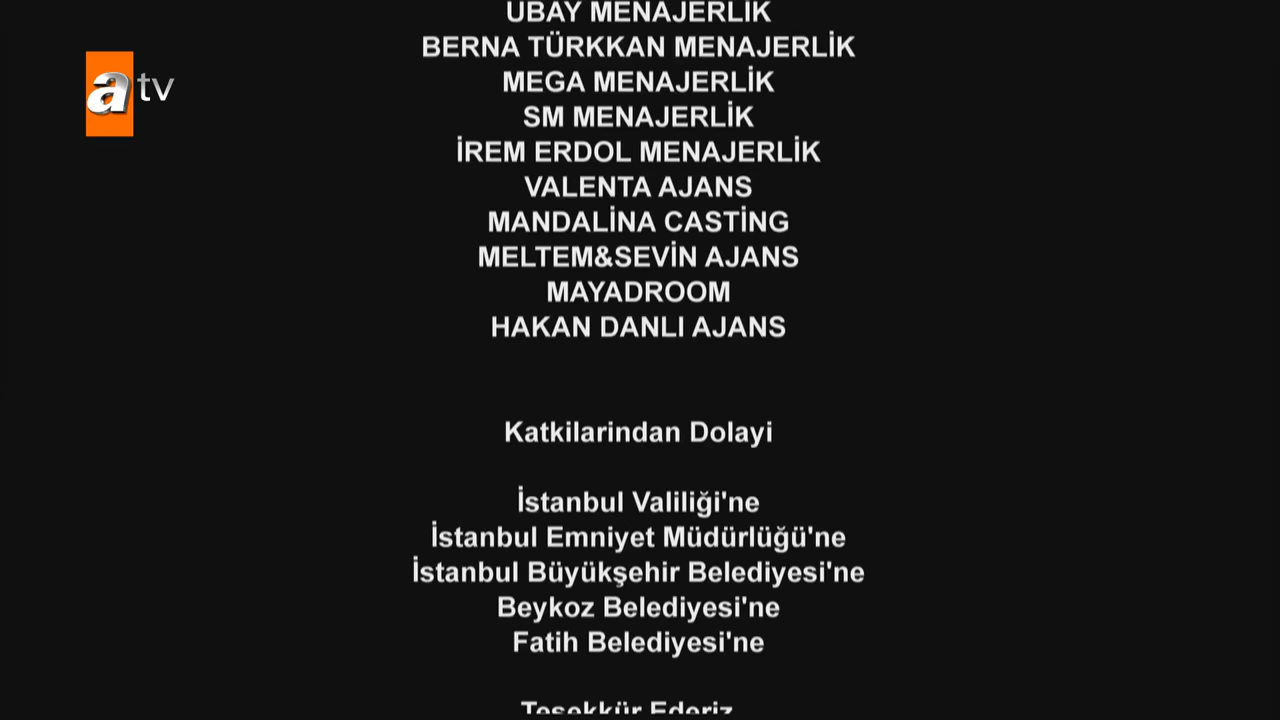 UBAY MENAJERLİK
BERNA TÜRKKAN MENAJERLİK
MEGA MENAJERLİK
SM MENAJERLİK
İREM ERDOL MENAJERLİK
VALENTA AJANS
MANDALİNA CASTİNG
MELTEM&SEVİN AJANS
MAYADROOM
HAKAN DANLI AJANS
atv
Katkilarindan Dolayi
İstanbul Valiliği'ne
İstanbul Emniyet Müdürlüğü'ne
İstanbul Büyükşehir Belediyesi'ne
Beykoz Belediyesi'ne
Fatih Belediyesi'ne
Teşekkür Ederiz